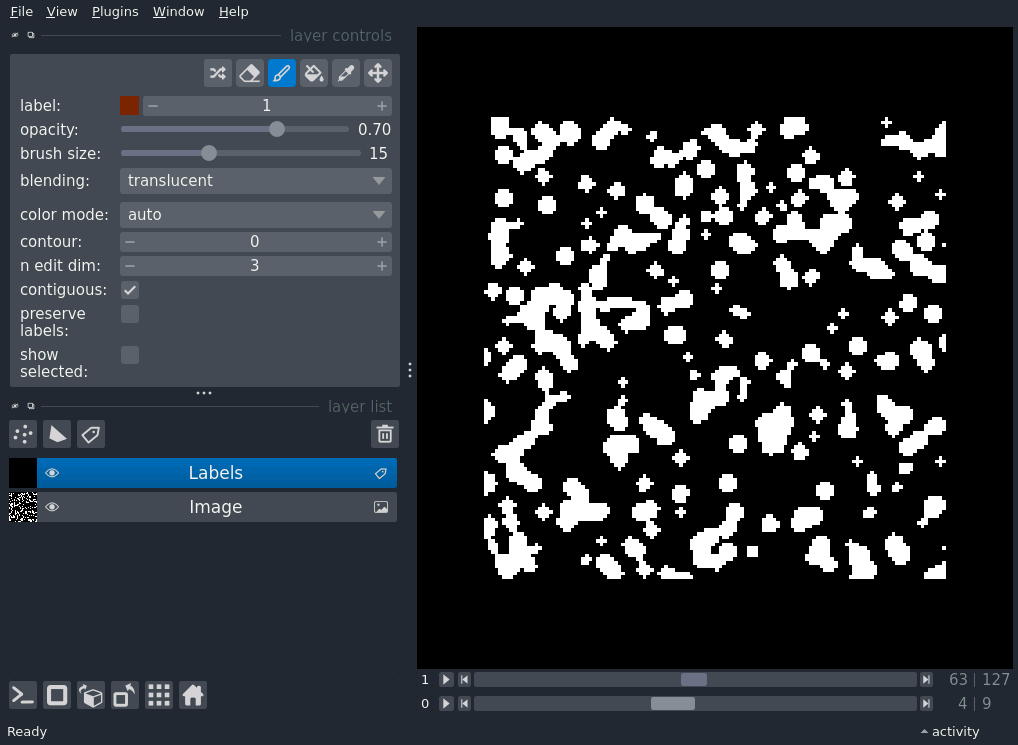 File View Plugins Window Help
layer controls
label: 1
opacity: 0.70
brush size: 15
blending: translucent
color mode: auto
contour: 0
n edit dim: 3
contiguous:
preserve
labels:
show
selected:
layer list
Labels
Image
1 63 | 127
0 4 | 9
Ready activity